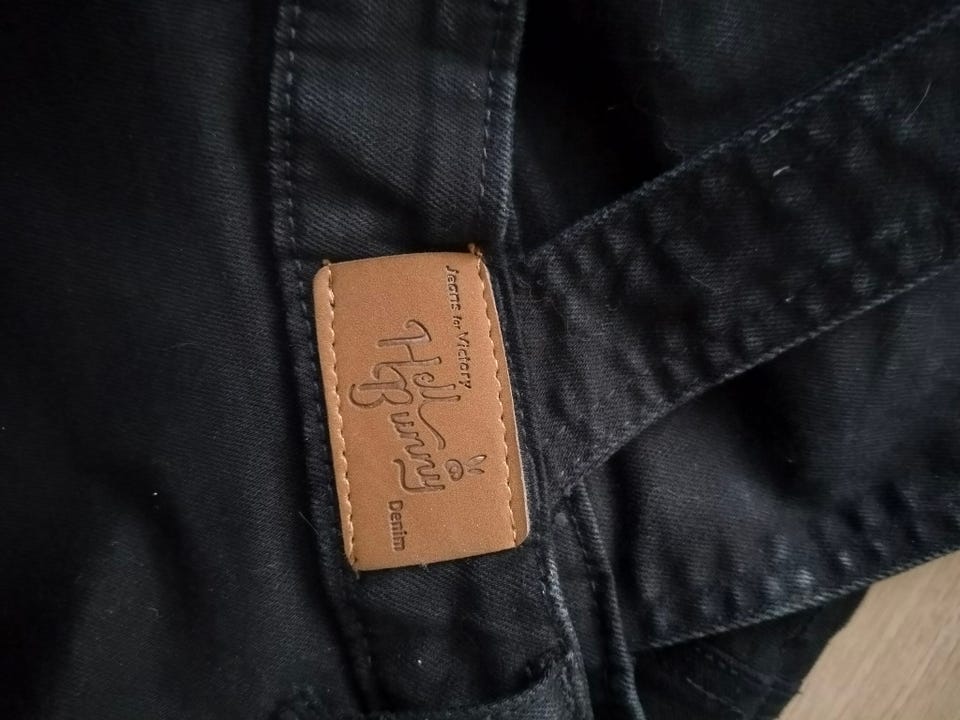 Jeans for Victory
Hell
Bunny
Denim